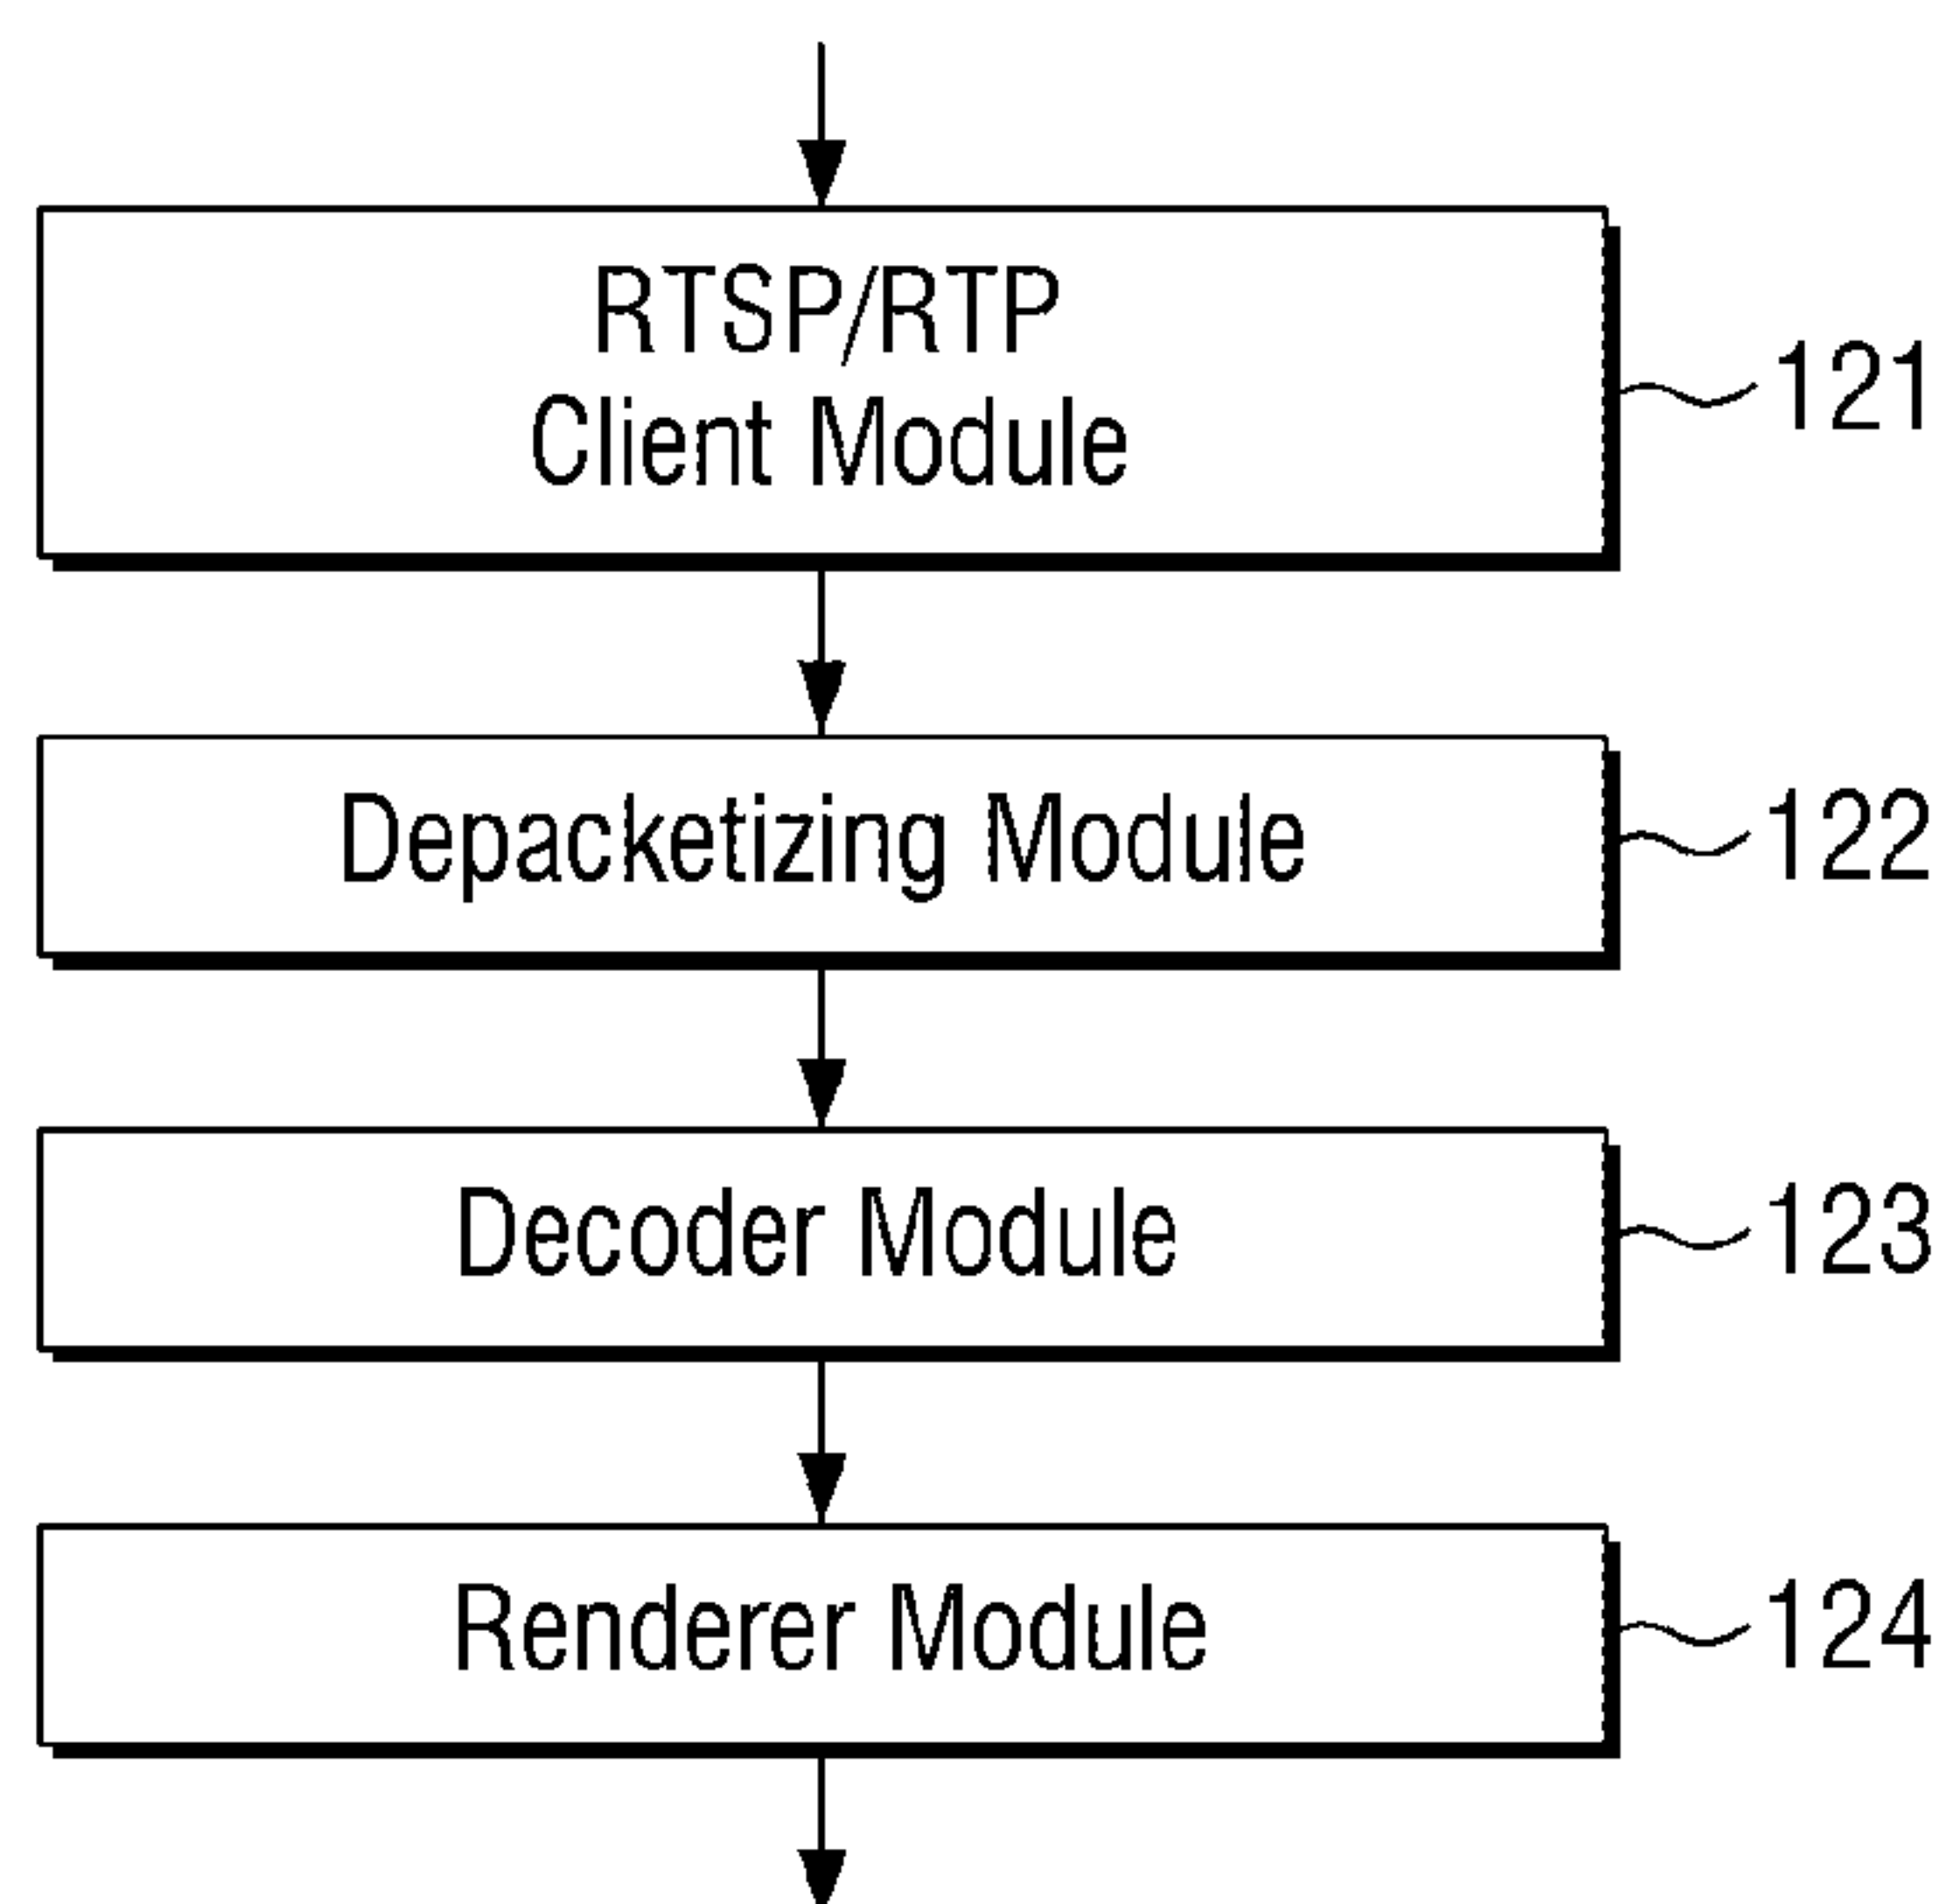 RTSP/RTP
Client Module
121
Depacketizing Module
122
Decoder Module
123
Renderer Module
124